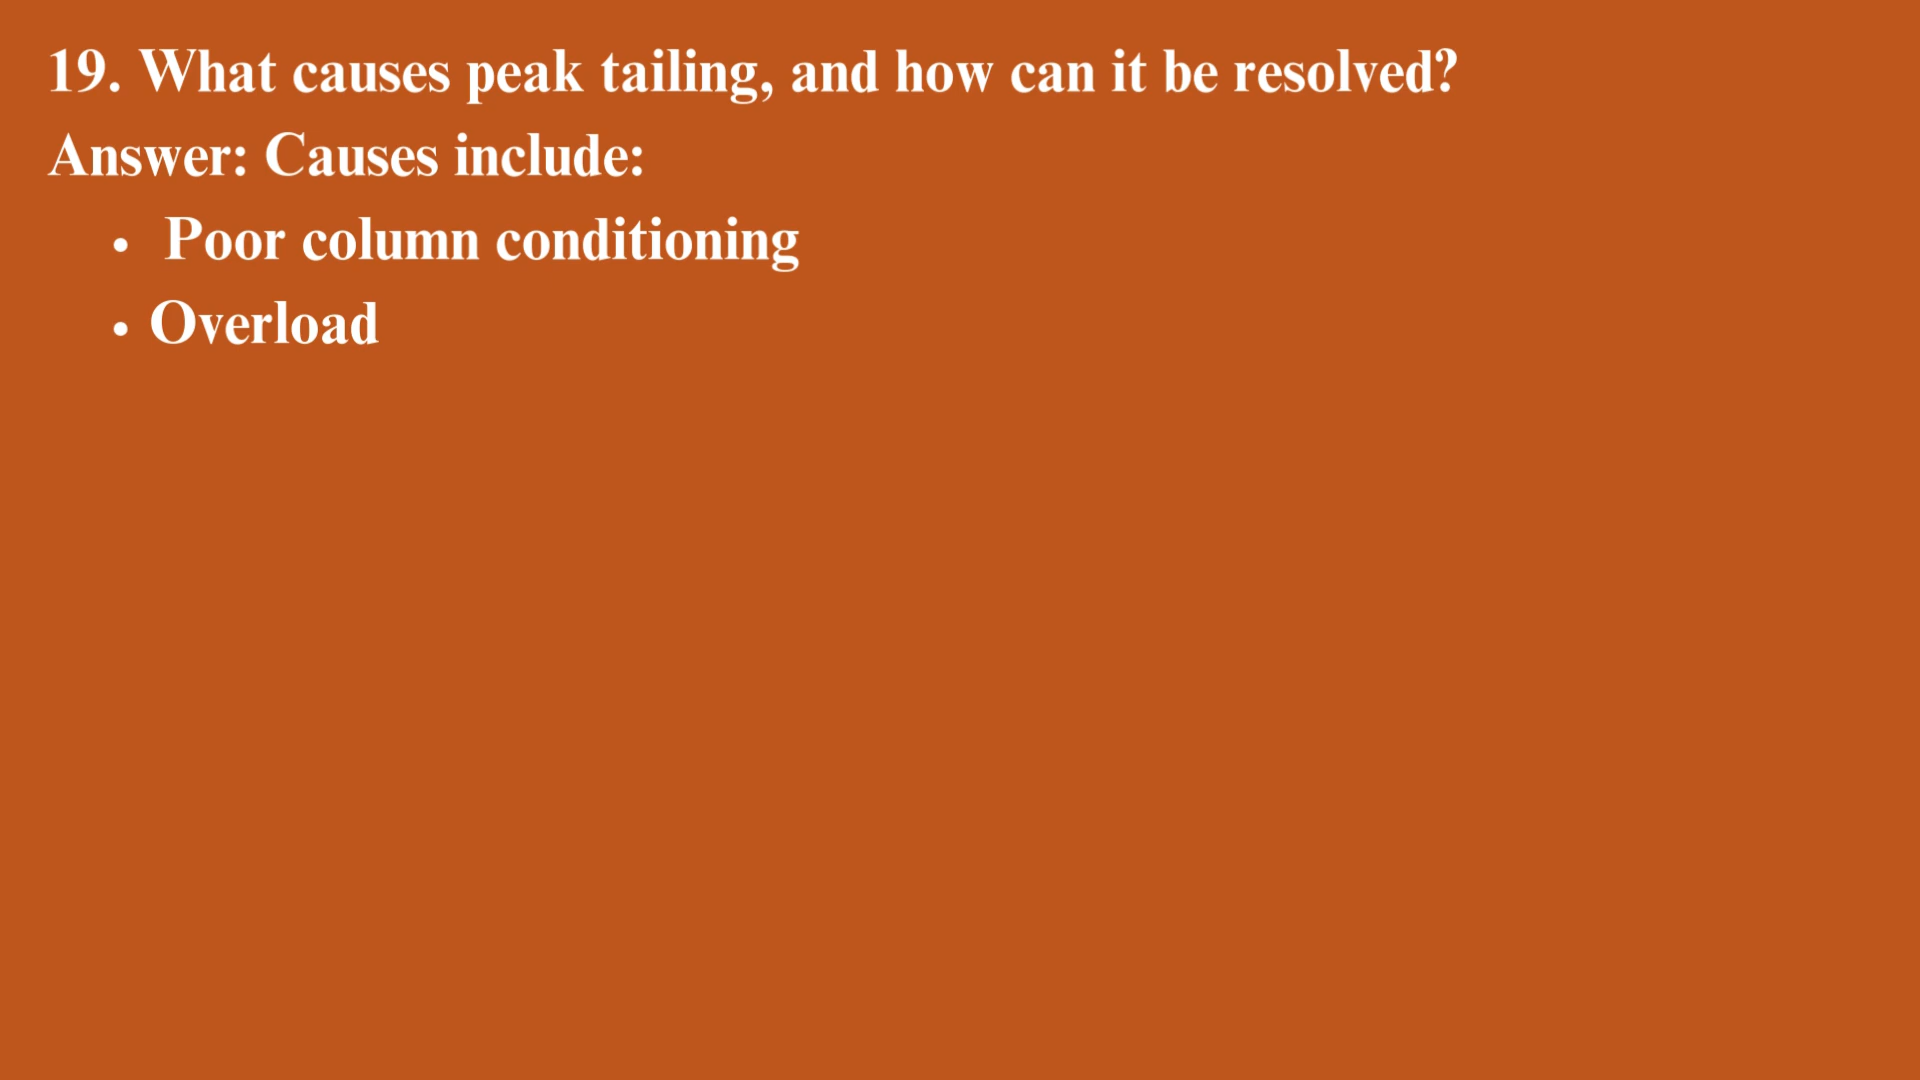 19. What causes peak tailing, and how can it be resolved?
Answer: Causes include:
• Poor column conditioning
• Overload